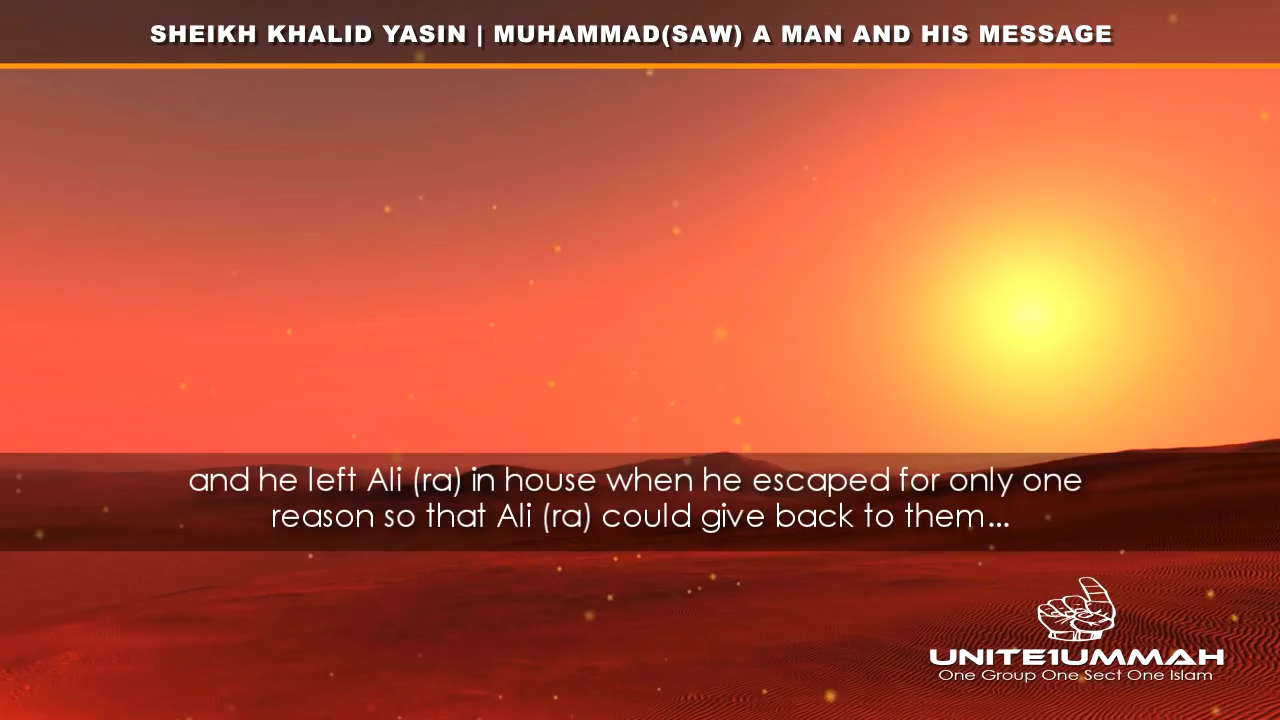 SHEIKH KHALID YASIN | MUHAMMAD(SAW) A MAN AND HIS MESSAGE
and he left Ali (ra) in house when he escaped for only one
reason so that Ali (ra) could give back to them...
UNITE1UMMAH
One Group One Sect One Islam